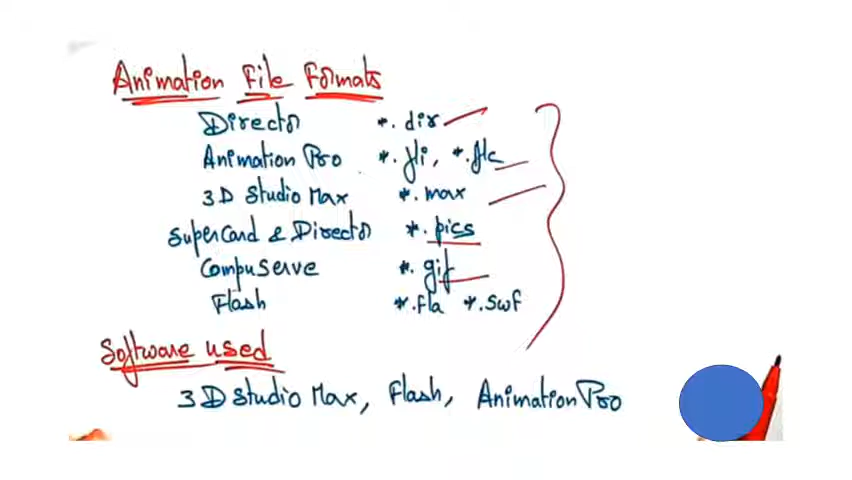 Animation File Formats
Director *. dir
Animation Pro *. fli, *. flc
3D Studio Max *. max
SuperCard & Director *. pics
CompuServe *. gif
Flash *.fla *.swf
Software used
3D Studio Max, Flash, Animation Pro